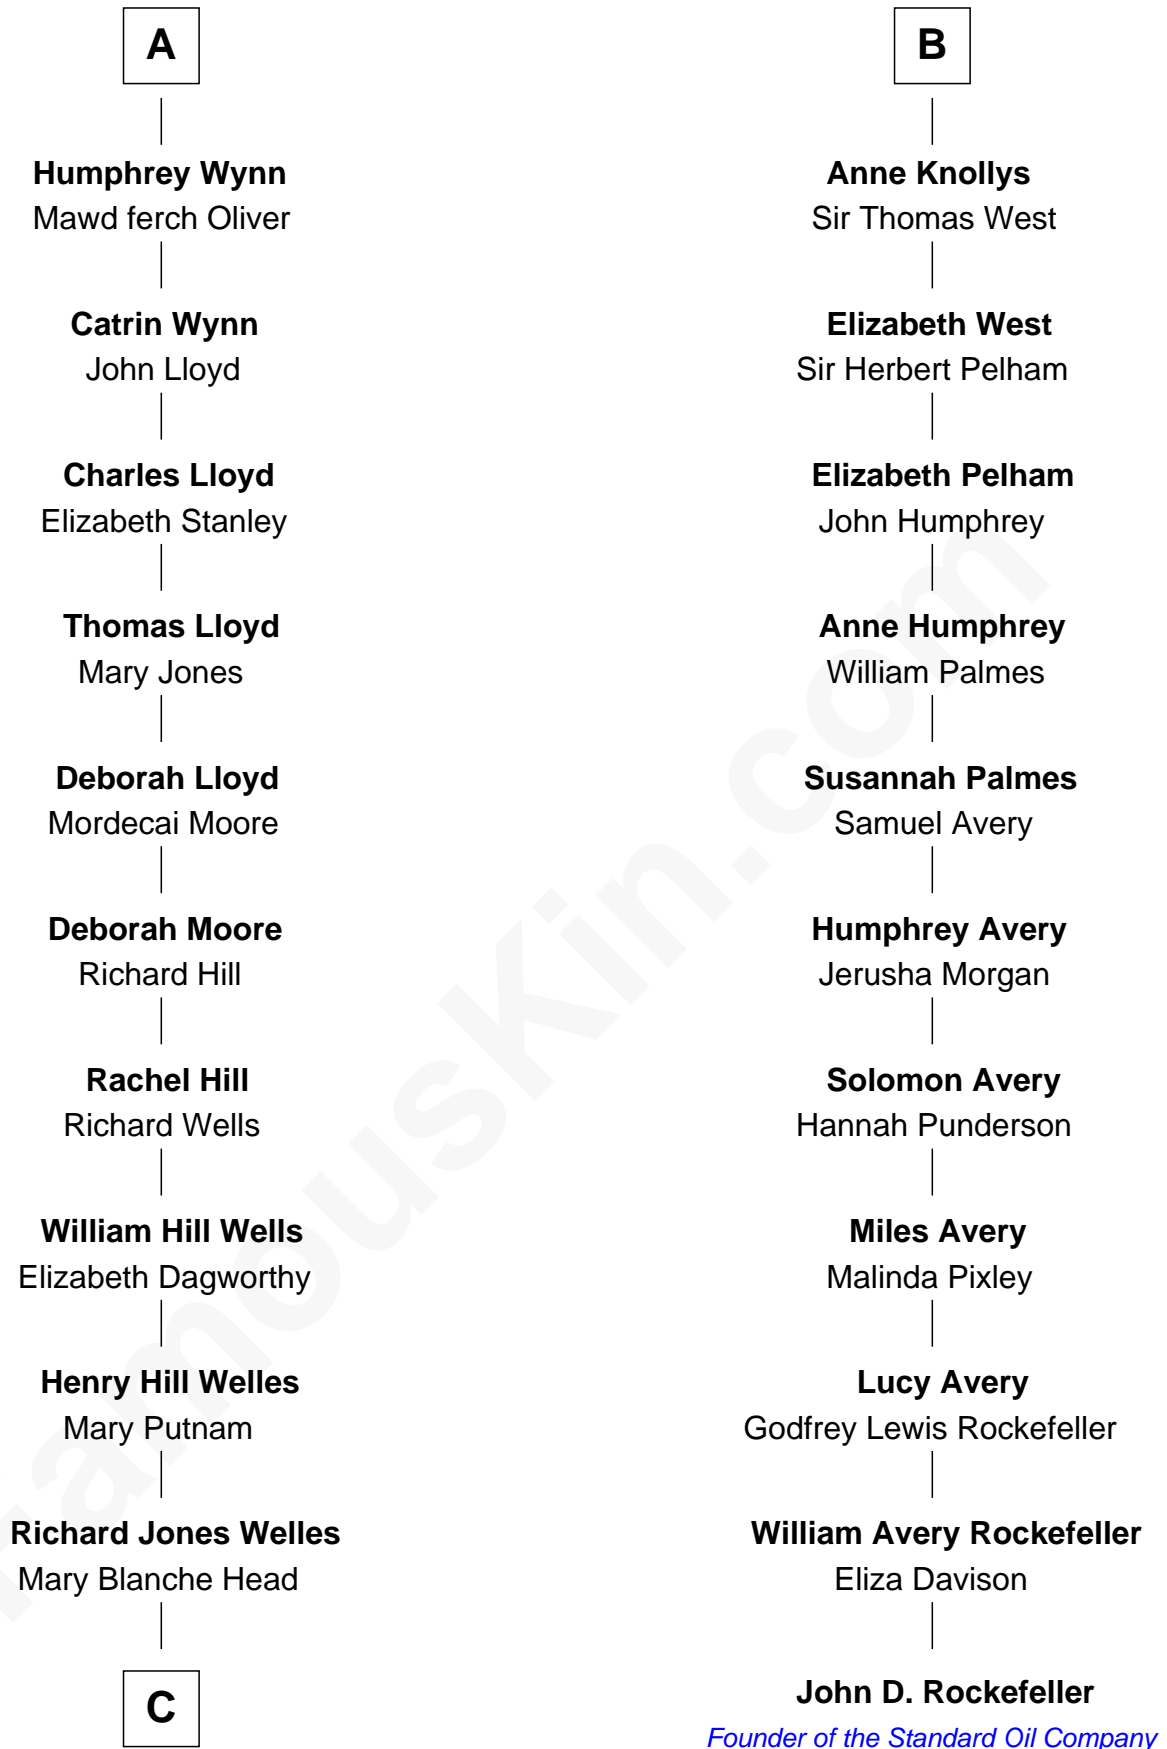 A
Humphrey Wynn
Mawd ferch Oliver
Catrin Wynn
John Lloyd
Charles Lloyd
Elizabeth Stanley
Thomas Lloyd
Mary Jones
Deborah Lloyd
Mordecai Moore
Deborah Moore
Richard Hill
Rachel Hill
Richard Wells
William Hill Wells
Elizabeth Dagworthy
Henry Hill Welles
Mary Putnam
Richard Jones Welles
Mary Blanche Head
C
B
Anne Knollys
Sir Thomas West
Elizabeth West
Sir Herbert Pelham
Elizabeth Pelham
John Humphrey
Anne Humphrey
William Palmes
Susannah Palmes
Samuel Avery
Humphrey Avery
Jerusha Morgan
Solomon Avery
Hannah Punderson
Miles Avery
Malinda Pixley
Lucy Avery
Godfrey Lewis Rockefeller
William Avery Rockefeller
Eliza Davison
John D. Rockefeller
Founder of the Standard Oil Company
FamousKin.com